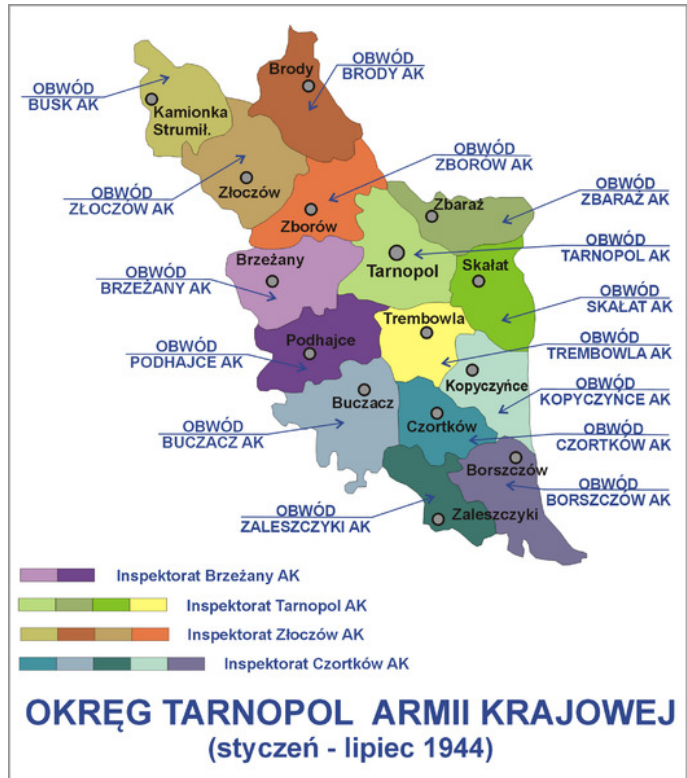 OBWÓD
BRODY AK
Brody
OBWÓD
BUSK AK
Kamionka
Strumił.
OBWÓD
ZBORÓW AK
Złoczów
OBWÓD
ZŁOCZÓW AK
Zborów
Zbaraż
OBWÓD
ZBARAŻ AK
OBWÓD
TARNOPOL AK
Brzeżany
Tarnopol
Skałat
OBWÓD
BRZEŻANY AK
OBWÓD
SKAŁAT AK
Trembowla
Podhajce
OBWÓD
TREMBOWLA AK
OBWÓD
PODHAJCE AK
Kopyczyńce
OBWÓD
KOPYCZYŃCE AK
Buczacz
Czortków
OBWÓD
BUCZACZ AK
OBWÓD
CZORTKÓW AK
Borszczów
OBWÓD
BORSZCZÓW AK
OBWÓD
ZALESZCZYKI AK
Zaleszczyki
Inspektorat Brzeżany AK
Inspektorat Tarnopol AK
Inspektorat Złoczów AK
Inspektorat Czortków AK
OKRĘG TARNOPOL ARMII KRAJOWEJ
(styczeń - lipiec 1944)